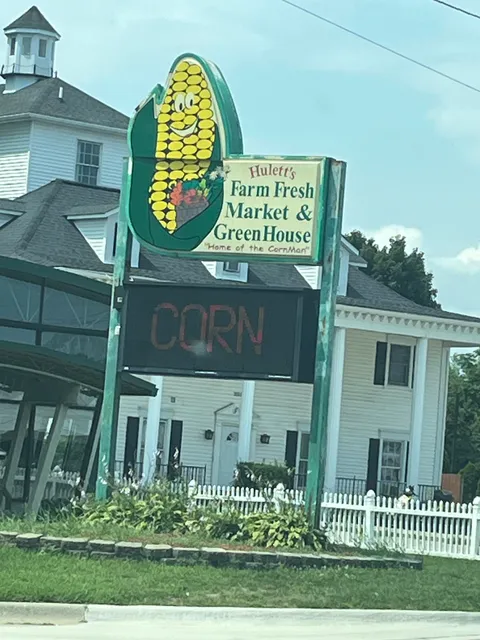 Hulett's
Farm Fresh
Market &
GreenHouse
"Home of the CornMan"
CORN